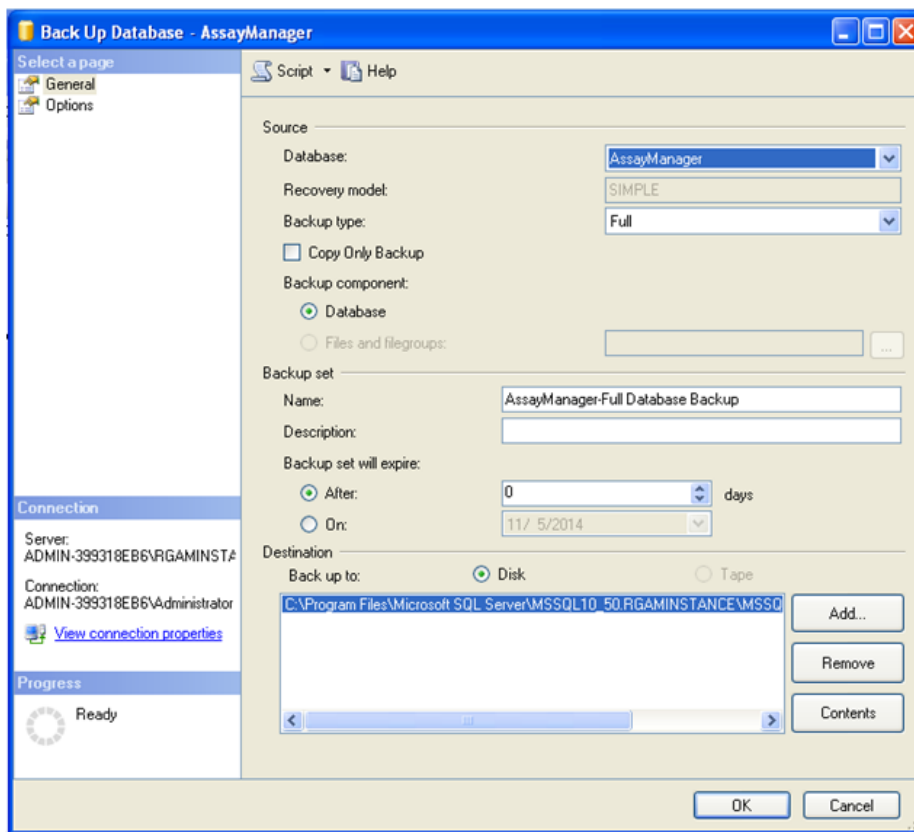 Back Up Database - AssayManager
Select a page
General
Options
Script
Help
Source
Database:
AssayManager
Recovery model:
SIMPLE
Backup type:
Full
Copy Only Backup
Backup component:
Database
Files and filegroups:
...
Backup set
Name:
AssayManager-Full Database Backup
Description:
Backup set will expire:
After:
0
days
On:
11/ 5/2014
Destination
Back up to:
Disk
Tape
C:\Program Files\Microsoft SQL Server\MSSQL10_50.RGAMINSTANCE\MSSQ
Add...
Remove
Contents
Connection
Server:
ADMIN-399318EB6\RGAMINSTA
Connection:
ADMIN-399318EB6\Administrator
View connection properties
Progress
Ready
OK
Cancel